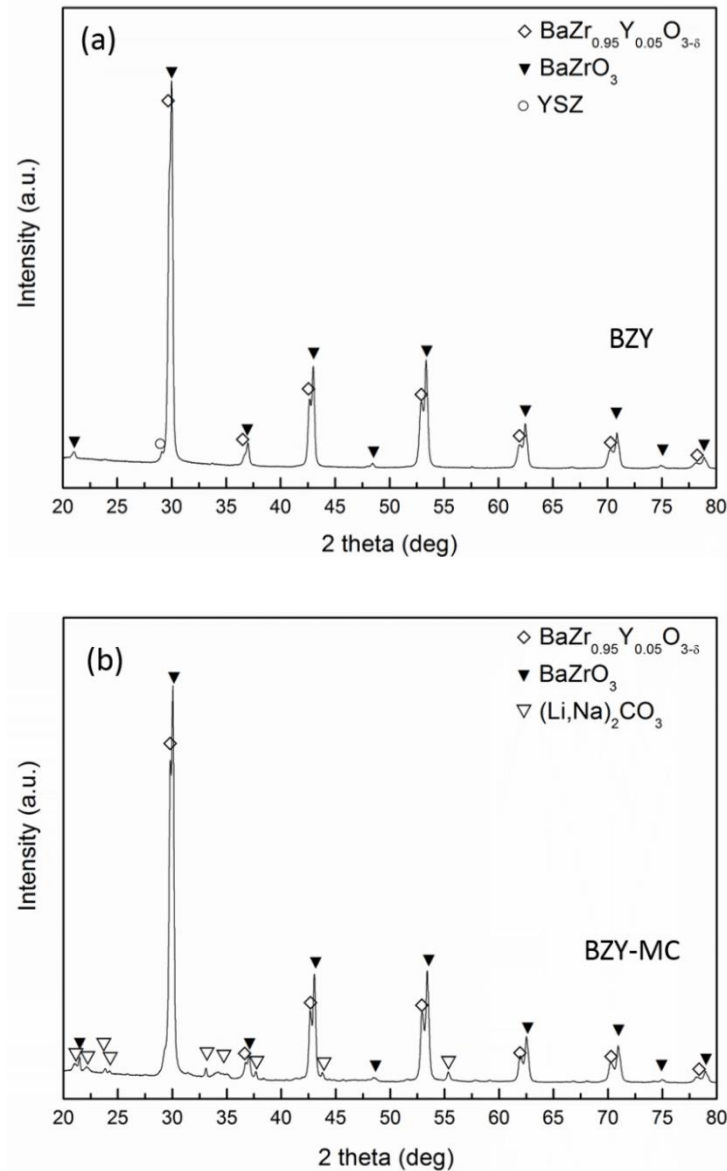 (a)
◇ BaZr0.95Y0.05O3-δ
▼ BaZrO3
○ YSZ
Intensity (a.u.)
BZY
20 25 30 35 40 45 50 55 60 65 70 75 80
2 theta (deg)
(b)
◇ BaZr0.95Y0.05O3-δ
▼ BaZrO3
▽ (Li,Na)2CO3
Intensity (a.u.)
BZY-MC
20 25 30 35 40 45 50 55 60 65 70 75 80
2 theta (deg)